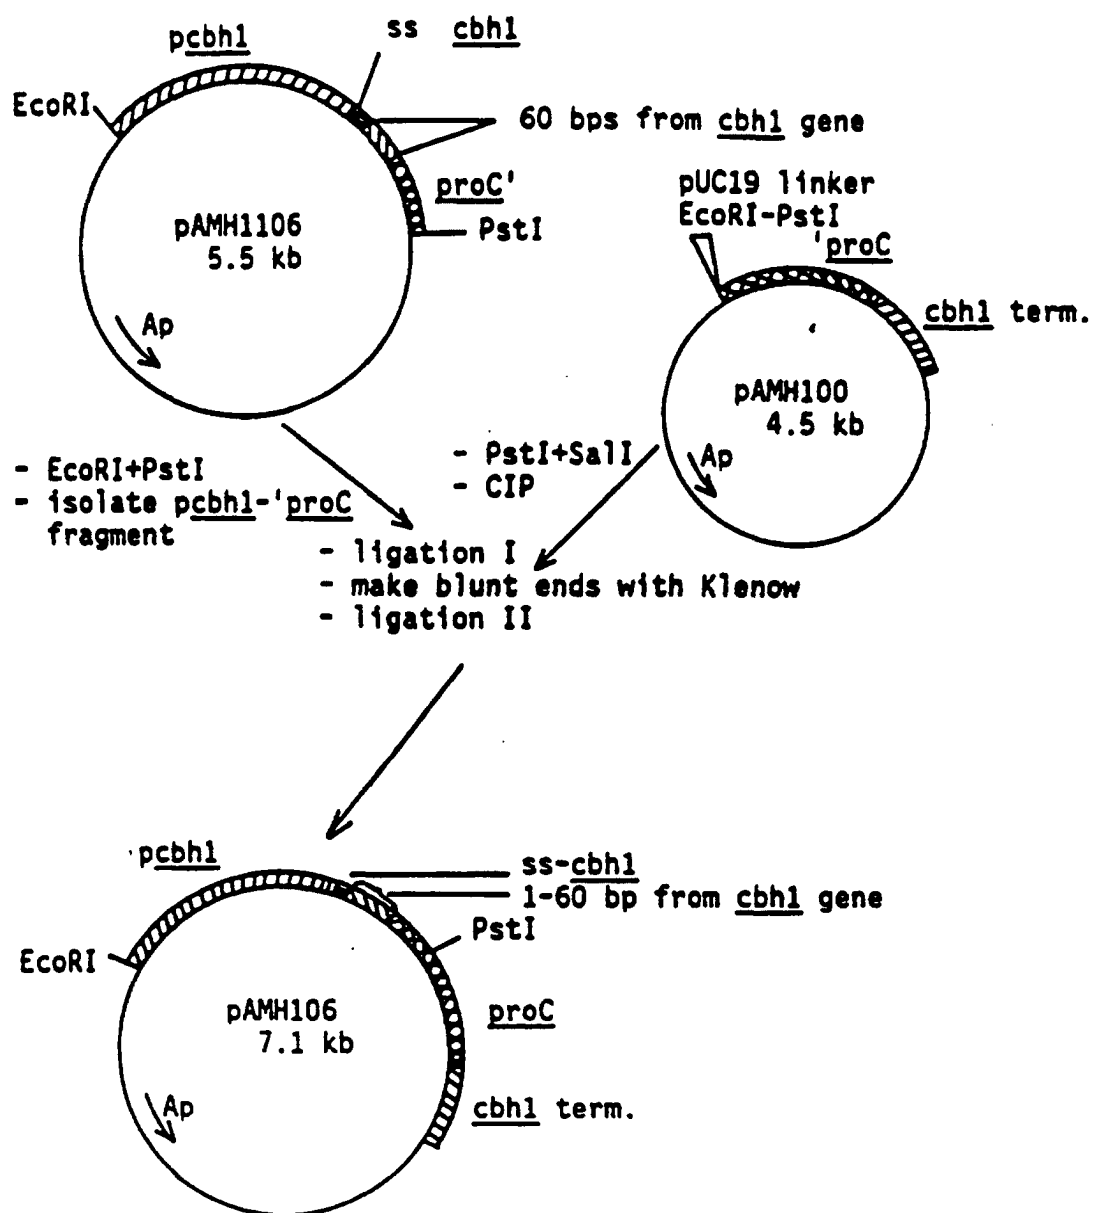 pcbh1
ss cbh1
EcoRI
60 bps from cbh1 gene
proC'
PstI
pAMH1106
5.5 kb
Ap
pUC19 linker
EcoRI-PstI
'proC
cbh1 term.
pAMH100
4.5 kb
Ap
- EcoRI+PstI
- isolate pcbh1-'proC
fragment
- PstI+SalI
- CIP
- ligation I
- make blunt ends with Klenow
- ligation II
pcbh1
ss-cbh1
1-60 bp from cbh1 gene
PstI
EcoRI
pAMH106
7.1 kb
proC
Ap
cbh1 term.